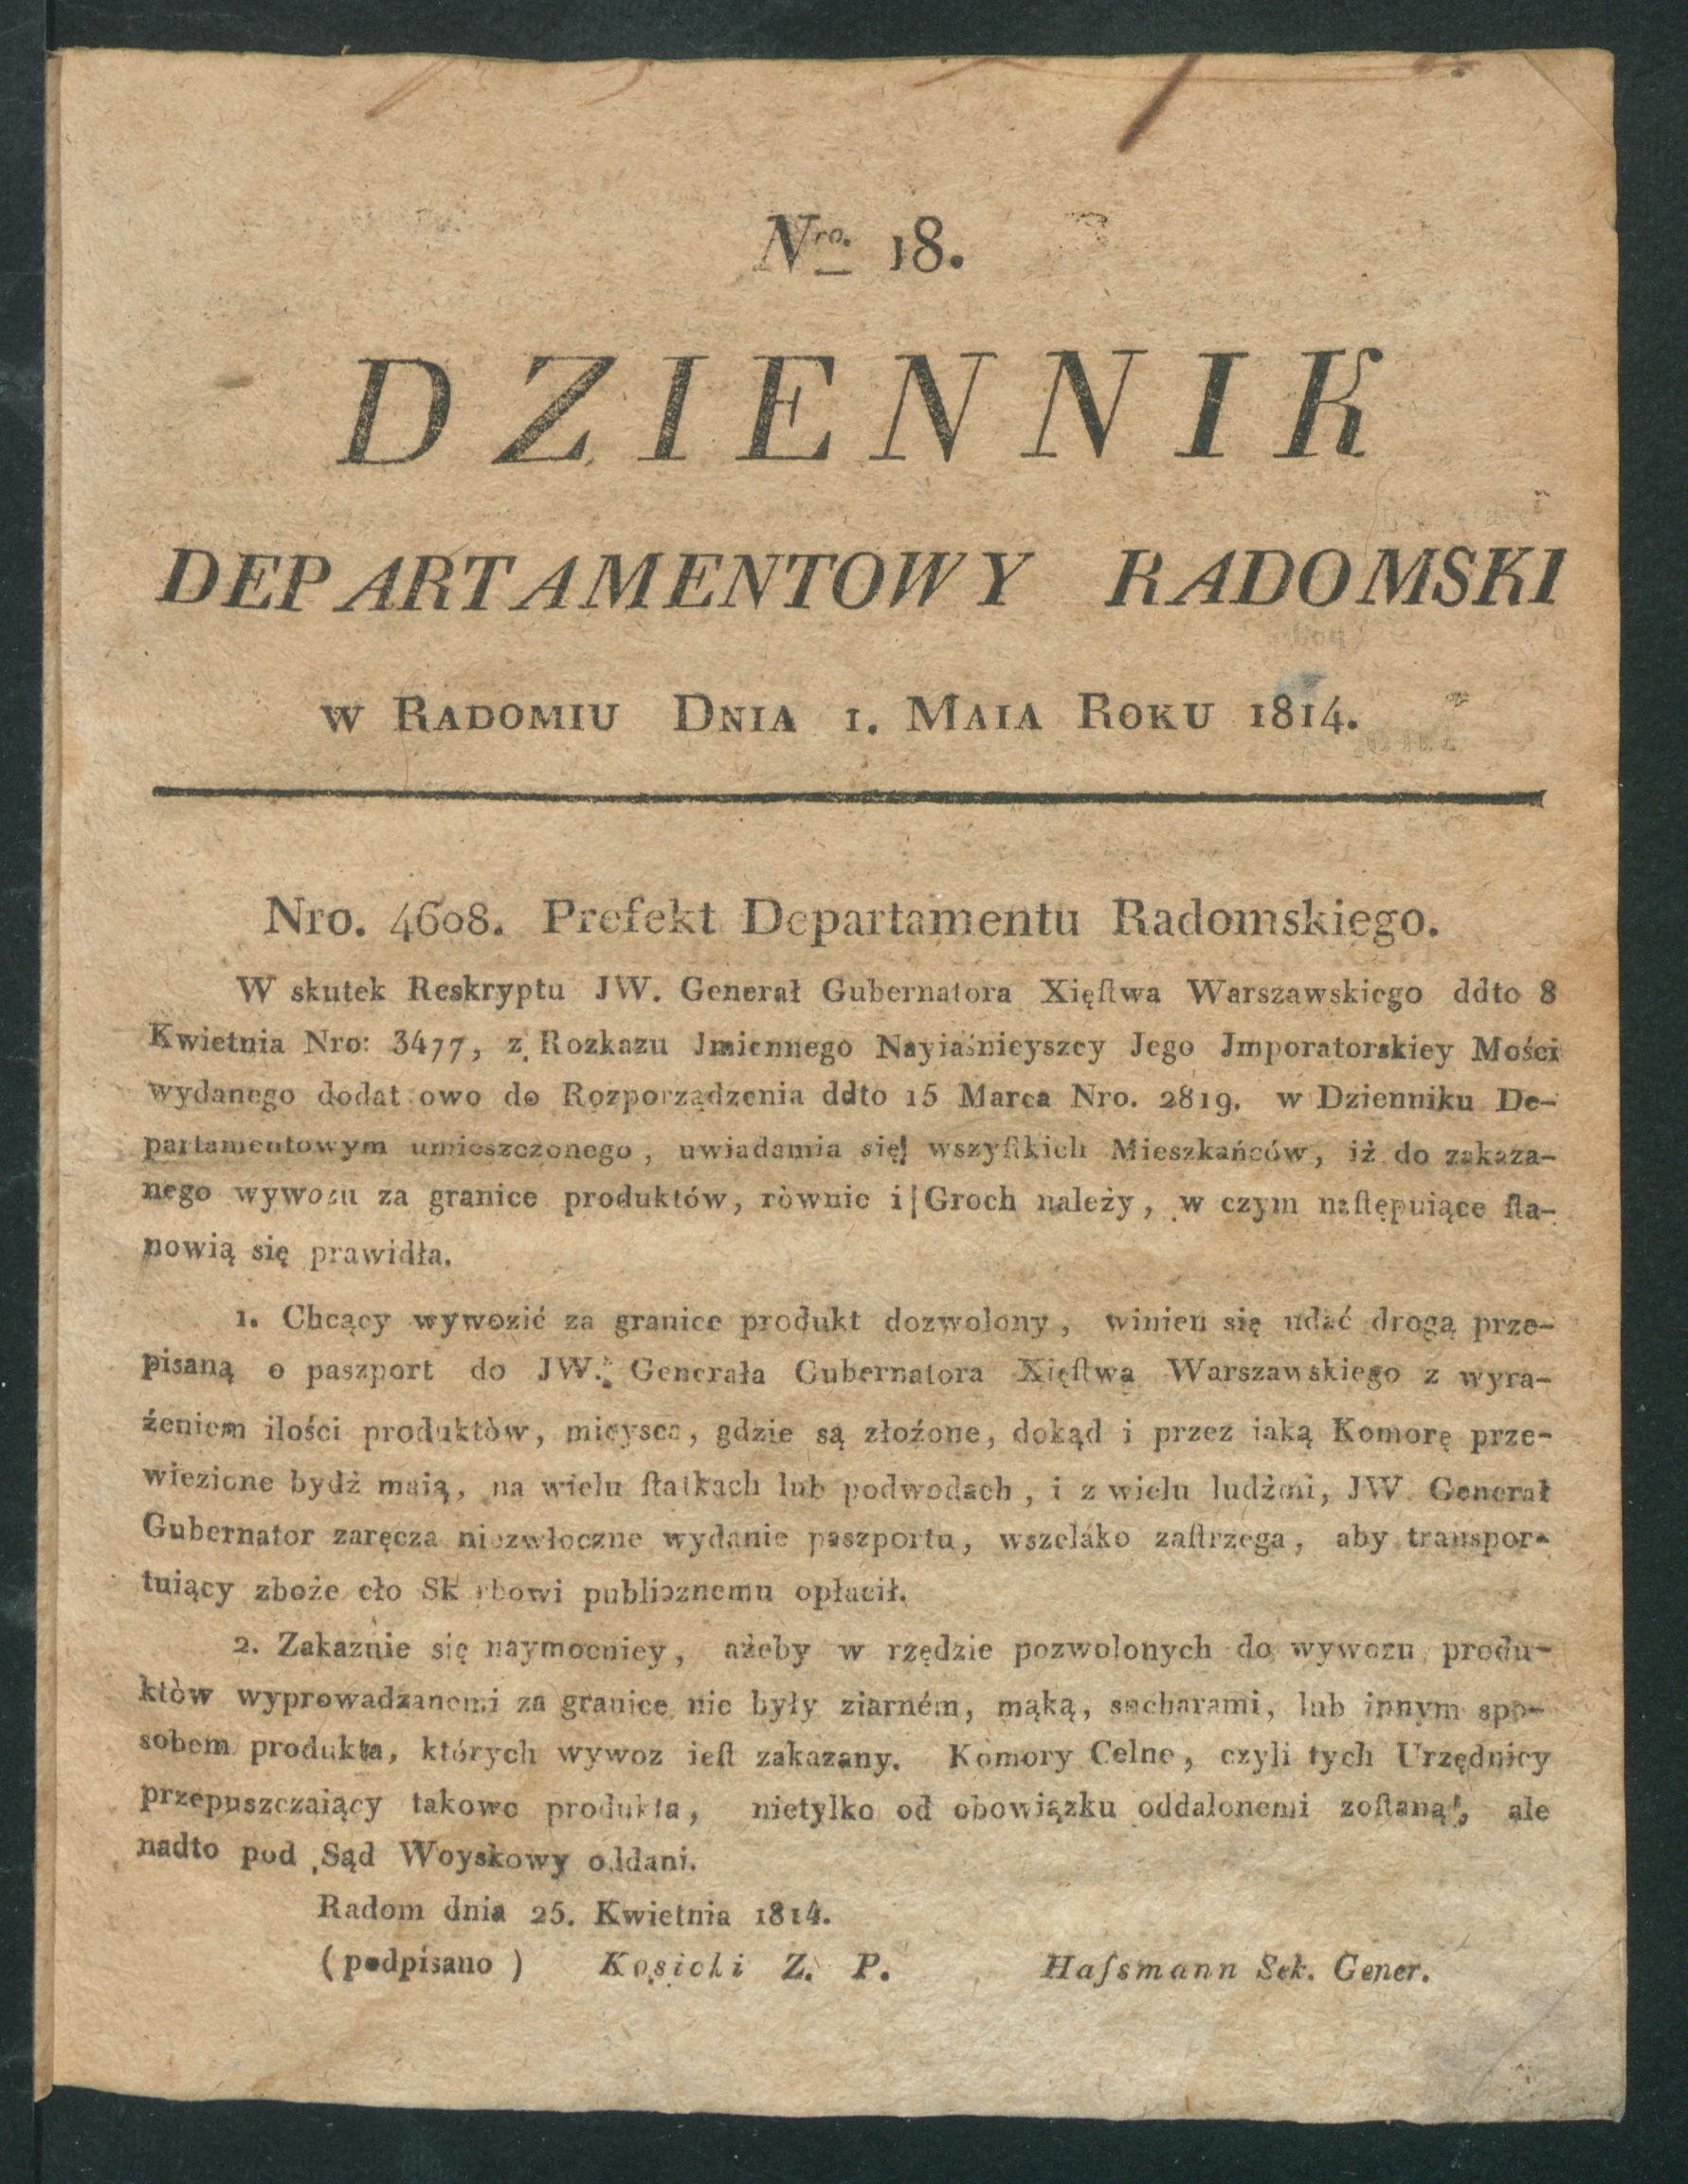 Nro. 18.
DZIENNIK
DEPARTAMENTOWY RADOMSKI
w Radomiu Dnia 1. Maia Roku 1814.
Nro. 4608. Prefekt Departamentu Radomskiego.
W skutek Reskryptu JW. Generał Gubernatora Xięſtwa Warszawskiego ddto 8
Kwietnia Nro: 3477, z Rozkazu Jmiennego Nayiaśnieyszey Jego Jmporatorskiey Mości
wydanego dodatkowo do Rozporządzenia ddto 15 Marca Nro. 2819. w Dzienniku De-
partamentowym umieszczonego, uwiadamia się wszyſtkich Mieszkańców, iż do zakaza-
nego wywozu za granice produktów, równie i Groch należy, w czym naſtępuiące ſta-
nowią się prawidła.
1. Chcący wywozić za granice produkt dozwolony, winien się udać drogą prze-
pisaną o paszport do JW. Generała Gubernatora Xięſtwa Warszawskiego z wyra-
żeniem ilości produktòw, mieysca, gdzie są złożone, dokąd i przez iaką Komorę prze-
wiezione bydź maią, na wielu ſtatkach lub podwodach, i z wielu ludźmi, JW. Generał
Gubernator zaręcza niezwłoczne wydanie paszportu, wszelako zaſtrzega, aby transpor-
tuiący zboże cło Skarbowi publicznemu opłacił.
2. Zakazuie się naymocniey, ażeby w rzędzie pozwolonych do wywozu produ-
któw wyprowadzanemi za granice nie były ziarném, mąką, sucharami, lub innym spo-
sobem produkta, których wywoz ieſt zakazany. Komory Celne, czyli tych Urzędnicy
przepuszczaiący takowe produkta, nietylko od obowiązku oddalonemi zoſtaną, ale
nadto pod Sąd Woyskowy oddani.
Radom dnia 25. Kwietnia 1814.
(podpisano) Kosicki Z. P. Haſsmann Sek. Gener.